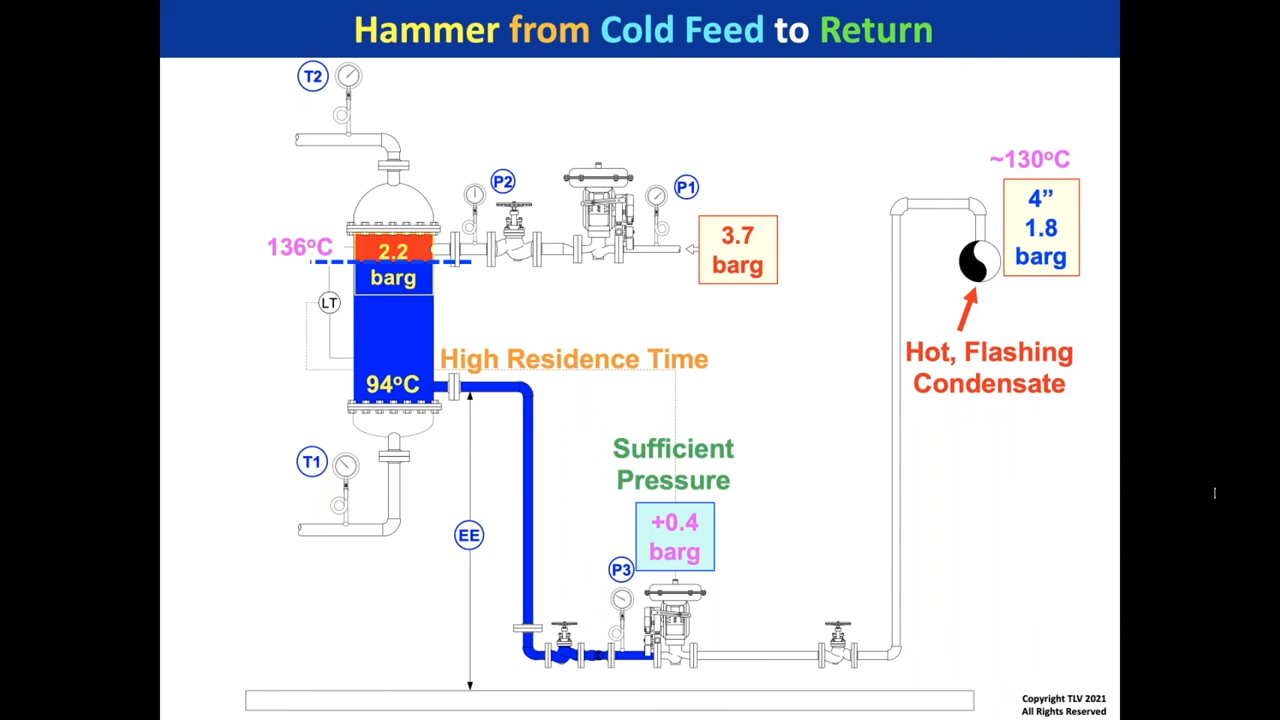 Hammer from Cold Feed to Return
T2
P2
P1
~130°C
4”
1.8
barg
3.7
barg
136°C
2.2
barg
LT
Hot, Flashing
Condensate
High Residence Time
94°C
Sufficient
Pressure
T1
+0.4
barg
EE
P3
Copyright TLV 2021
All Rights Reserved